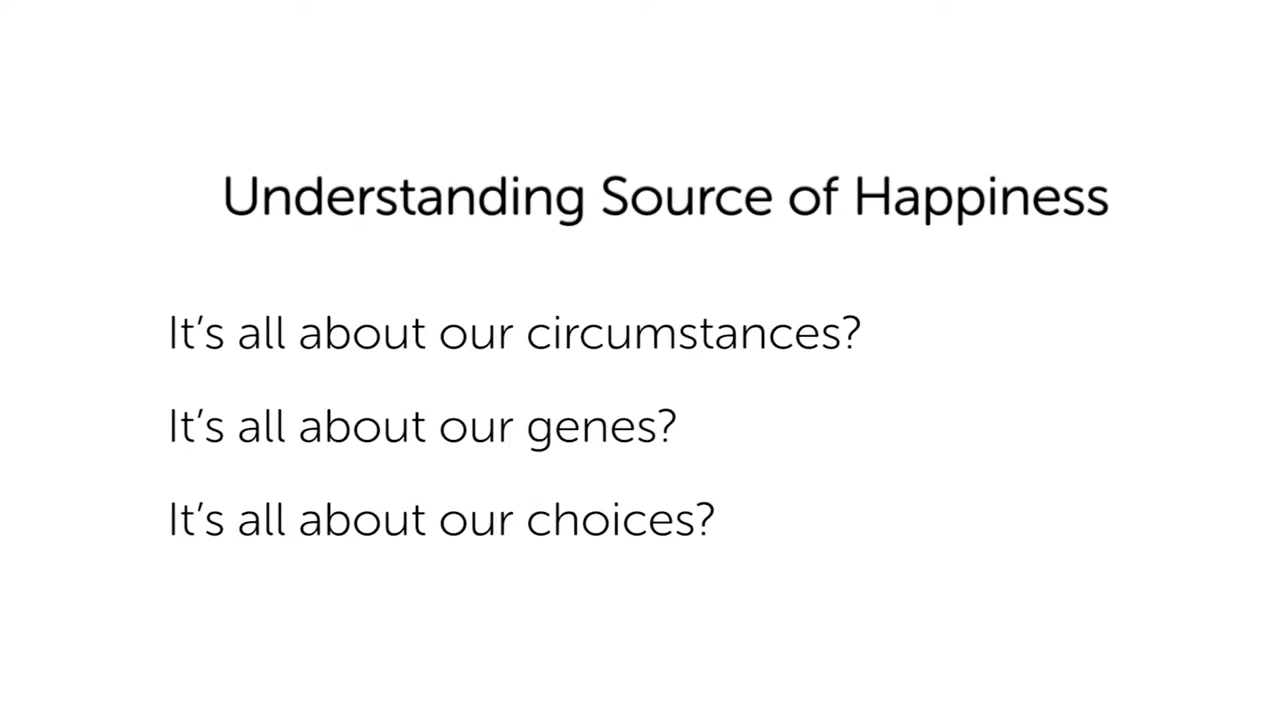 Understanding Source of Happiness
It’s all about our circumstances?
It’s all about our genes?
It’s all about our choices?